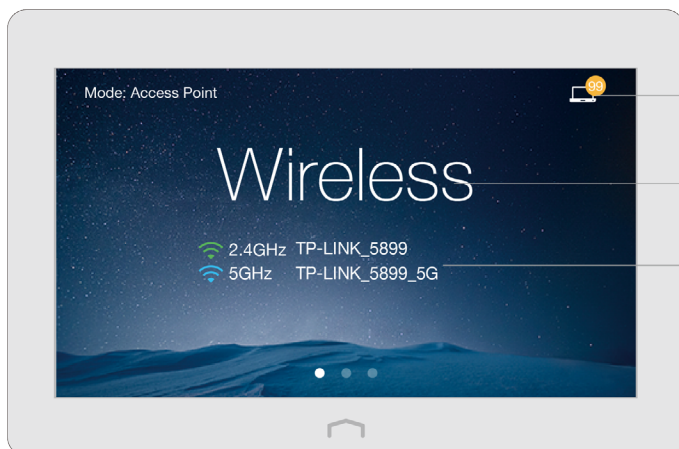 Mode: Access Point
99
Wireless
2.4GHz TP-LINK_5899
5GHz TP-LINK_5899_5G